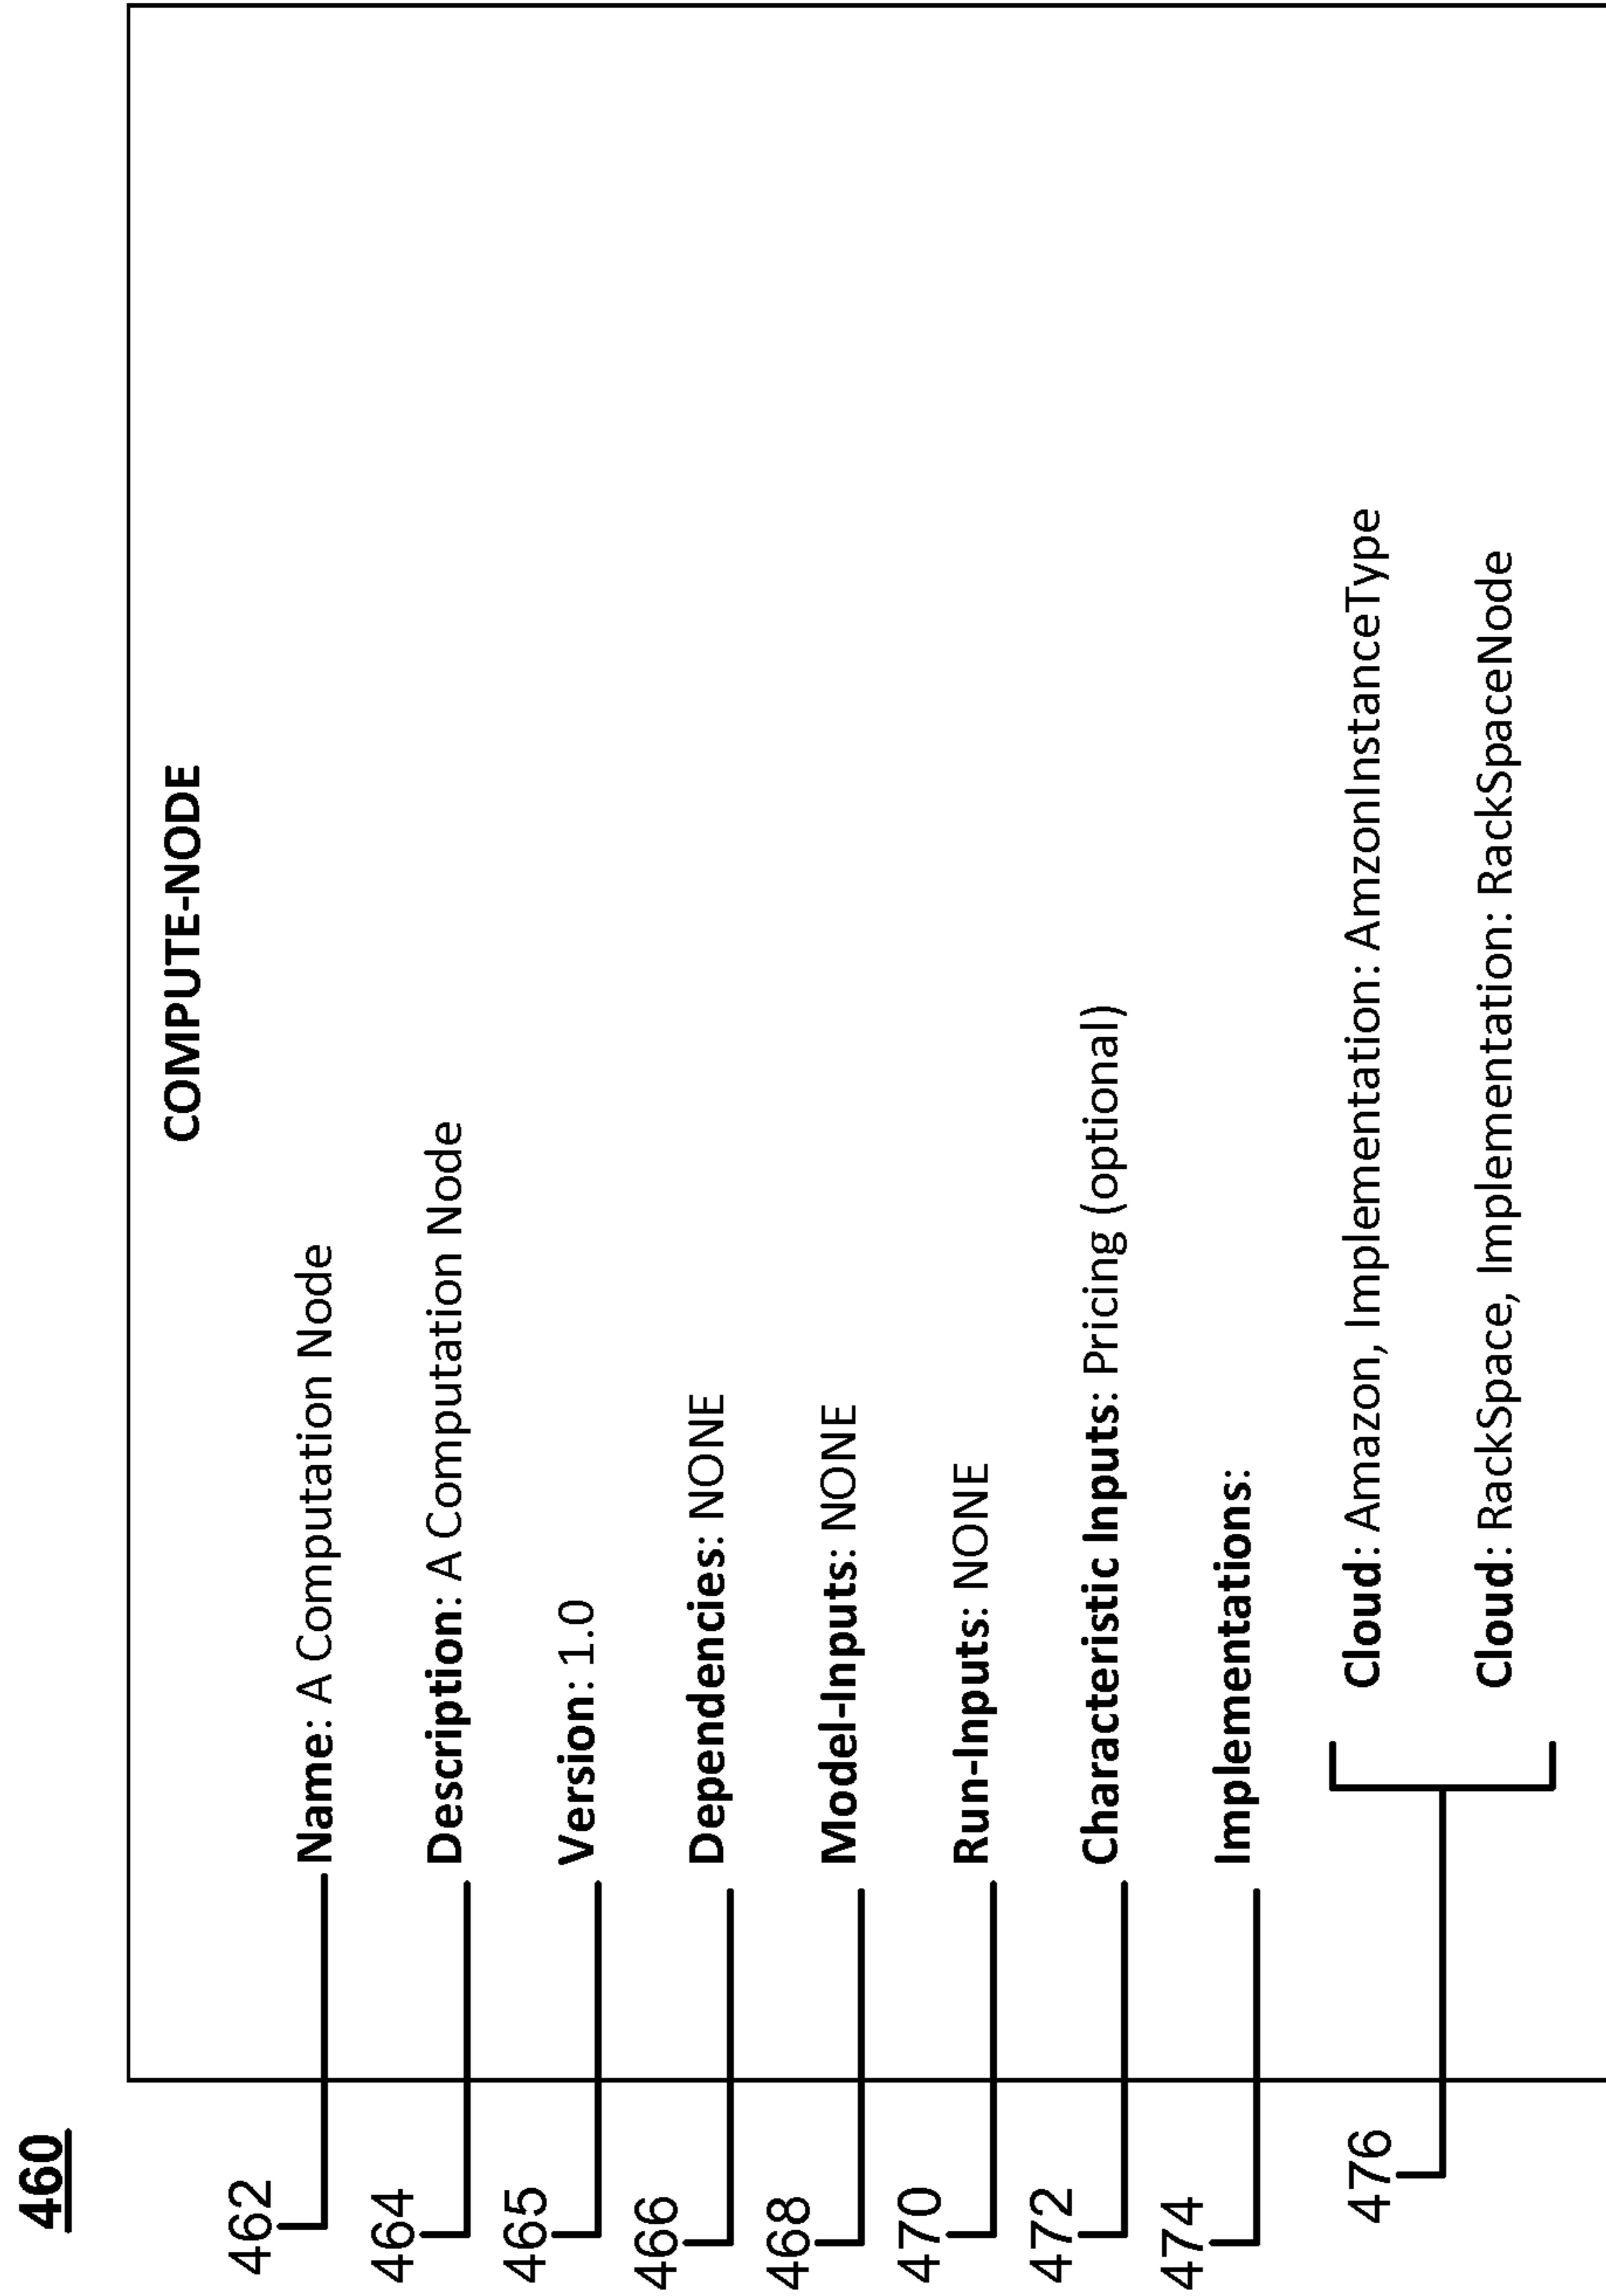 460
COMPUTE-NODE
462 Name: A Computation Node
464 Description: A Computation Node
465 Version: 1.0
466 Dependencies: NONE
468 Model-Inputs: NONE
470 Run-Inputs: NONE
472 Characteristic Inputs: Pricing (optional)
474 Implementations:
476
Cloud: Amazon, Implementation: AmzonInstanceType
Cloud: RackSpace, Implementation: RackSpaceNode